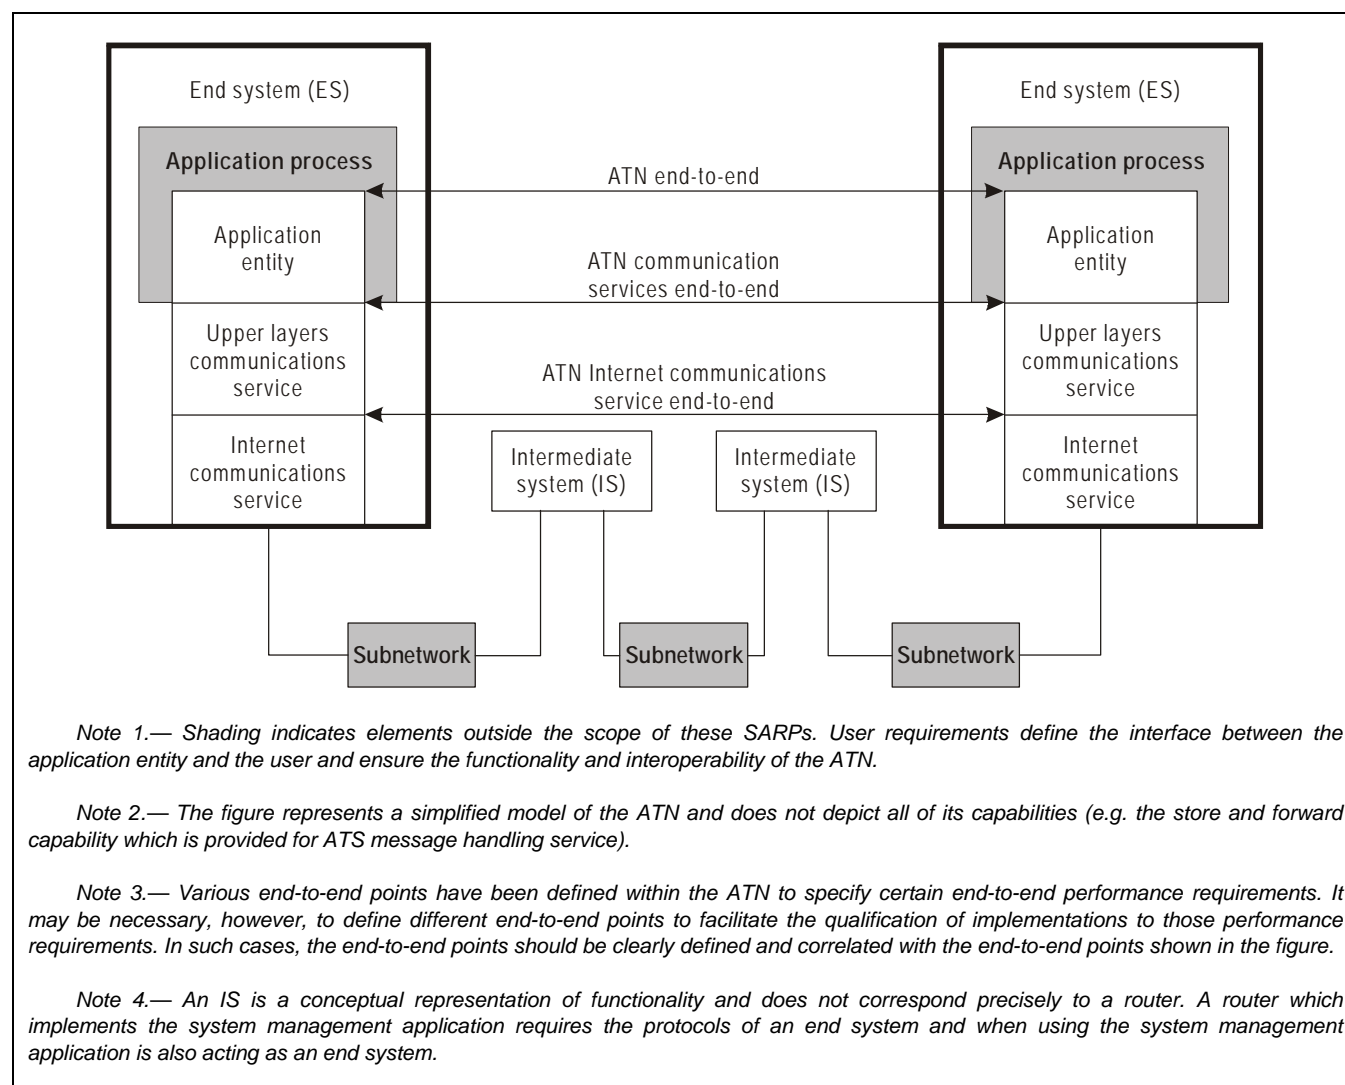 End system (ES)
End system (ES)
Application process
Application process
ATN end-to-end
Application
entity
Application
entity
ATN communication
services end-to-end
Upper layers
communications
service
Upper layers
communications
service
ATN Internet communications
service end-to-end
Internet
communications
service
Intermediate
system (IS)
Intermediate
system (IS)
Internet
communications
service
Subnetwork
Subnetwork
Subnetwork
Note 1.— Shading indicates elements outside the scope of these SARPs. User requirements define the interface between the
application entity and the user and ensure the functionality and interoperability of the ATN.
Note 2.— The figure represents a simplified model of the ATN and does not depict all of its capabilities (e.g. the store and forward
capability which is provided for ATS message handling service).
Note 3.— Various end-to-end points have been defined within the ATN to specify certain end-to-end performance requirements. It
may be necessary, however, to define different end-to-end points to facilitate the qualification of implementations to those performance
requirements. In such cases, the end-to-end points should be clearly defined and correlated with the end-to-end points shown in the figure.
Note 4.— An IS is a conceptual representation of functionality and does not correspond precisely to a router. A router which
implements the system management application requires the protocols of an end system and when using the system management
application is also acting as an end system.